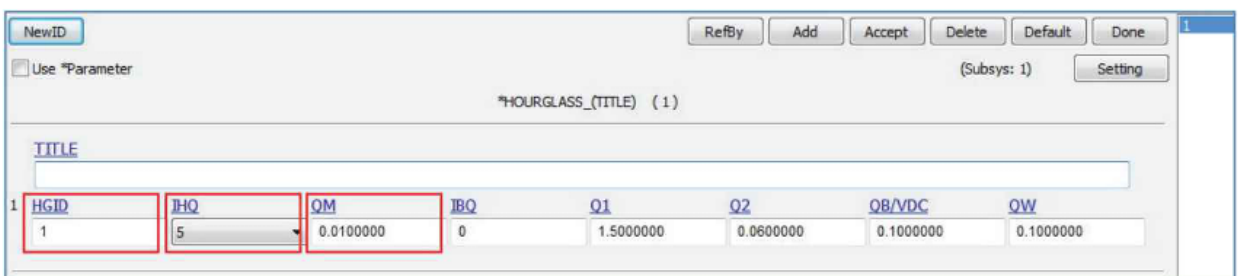 NewID RefBy Add Accept Delete Default Done 1
Use *Parameter (Subsys: 1) Setting
*HOURGLASS_(TITLE) (1)
TITLE
1 HGID IHQ QM IBQ Q1 Q2 QB/VDC QW
1 5 0.0100000 0 1.5000000 0.0600000 0.1000000 0.1000000